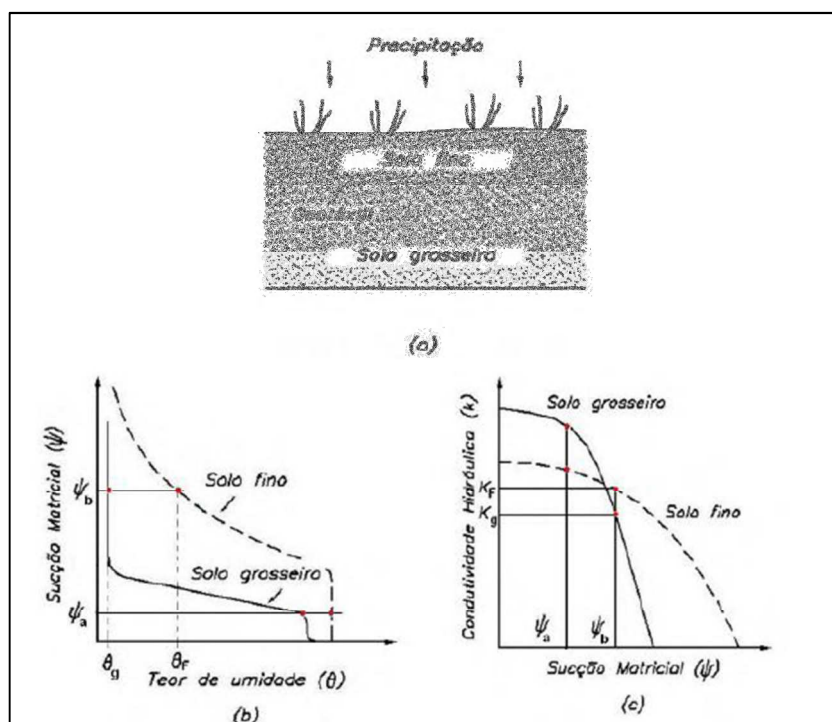 Precipitação
Solo fino
Solo grosseiro
(a)
Sucção Matricial (ψ)
ψb
ψa
Solo fino
Solo grosseiro
θg
θf
Teor de umidade (θ)
(b)
Condutividade Hidráulica (k)
Solo grosseiro
Kf
Kg
Solo fino
ψa
ψb
Sucção Matricial (ψ)
(c)